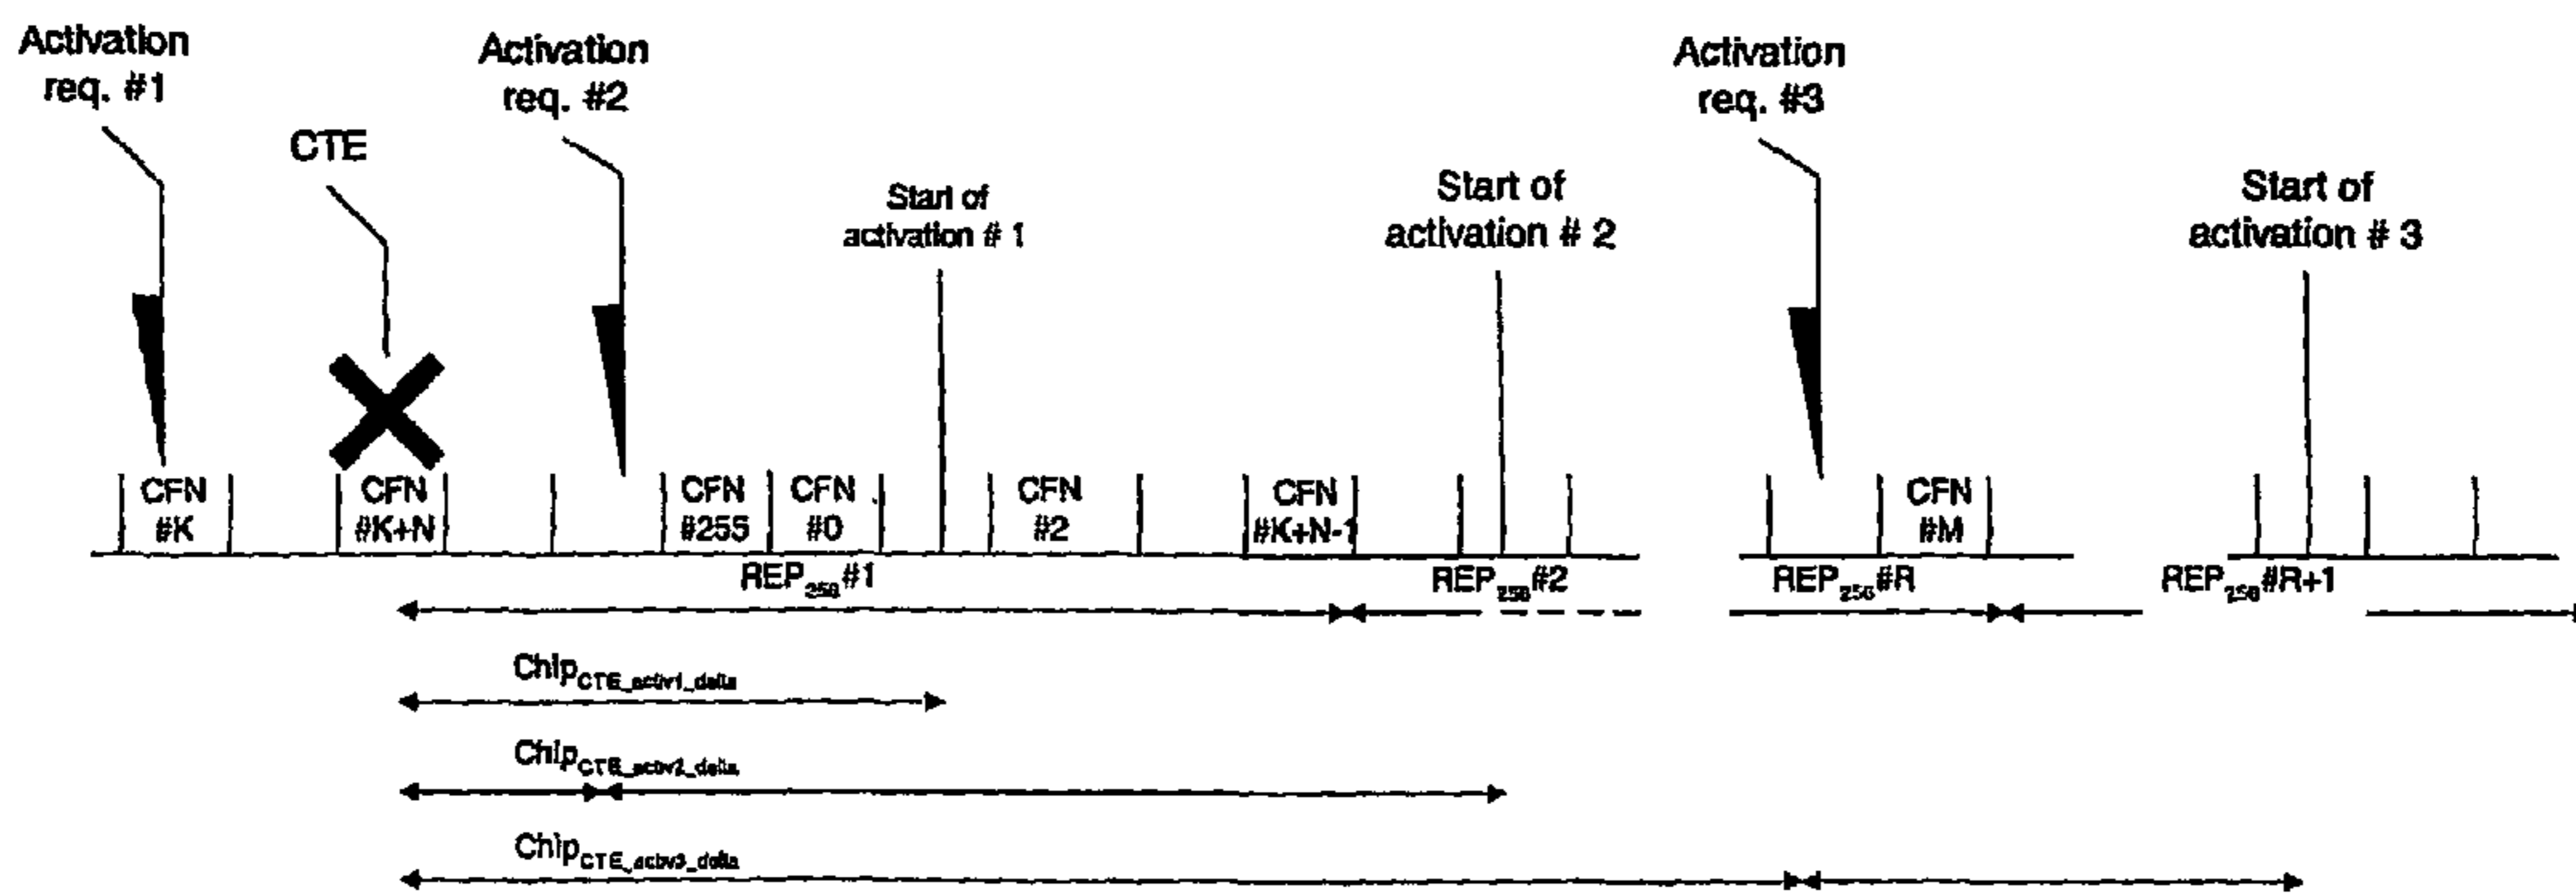 Activation
req. #1
CTE
Activation
req. #2
Start of
activation # 1
Start of
activation # 2
Activation
req. #3
Start of
activation # 3
CFN
#K
CFN
#K+N
CFN
#255
CFN
#0
CFN
#2
CFN
#K+N-1
CFN
#M
REP256#1
REP256#2
REP256#R
REP256#R+1
ChipCTE_activ1_delta
ChipCTE_activ2_delta
ChipCTE_activ3_delta